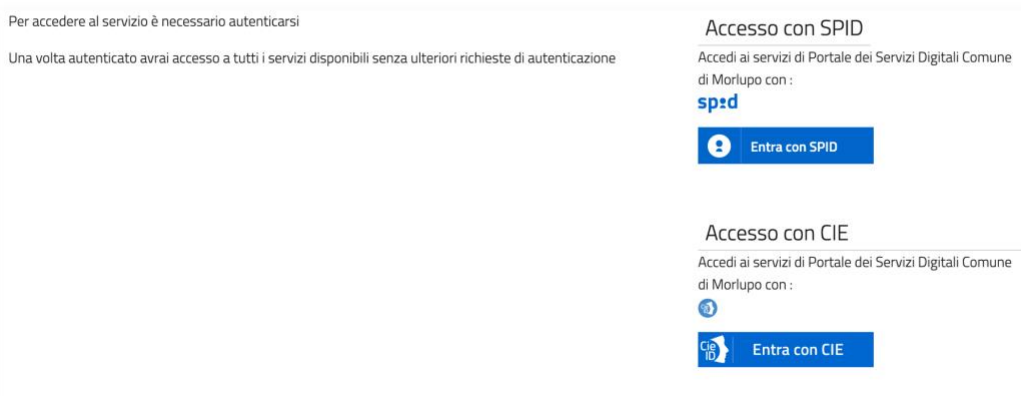 Per accedere al servizio è necessario autenticarsi
Una volta autenticato avrai accesso a tutti i servizi disponibili senza ulteriori richieste di autenticazione
Accesso con SPID
Accedi ai servizi di Portale dei Servizi Digitali Comune
di Morlupo con :
spid
Entra con SPID
Accesso con CIE
Accedi ai servizi di Portale dei Servizi Digitali Comune
di Morlupo con :
Cie
ID
Entra con CIE